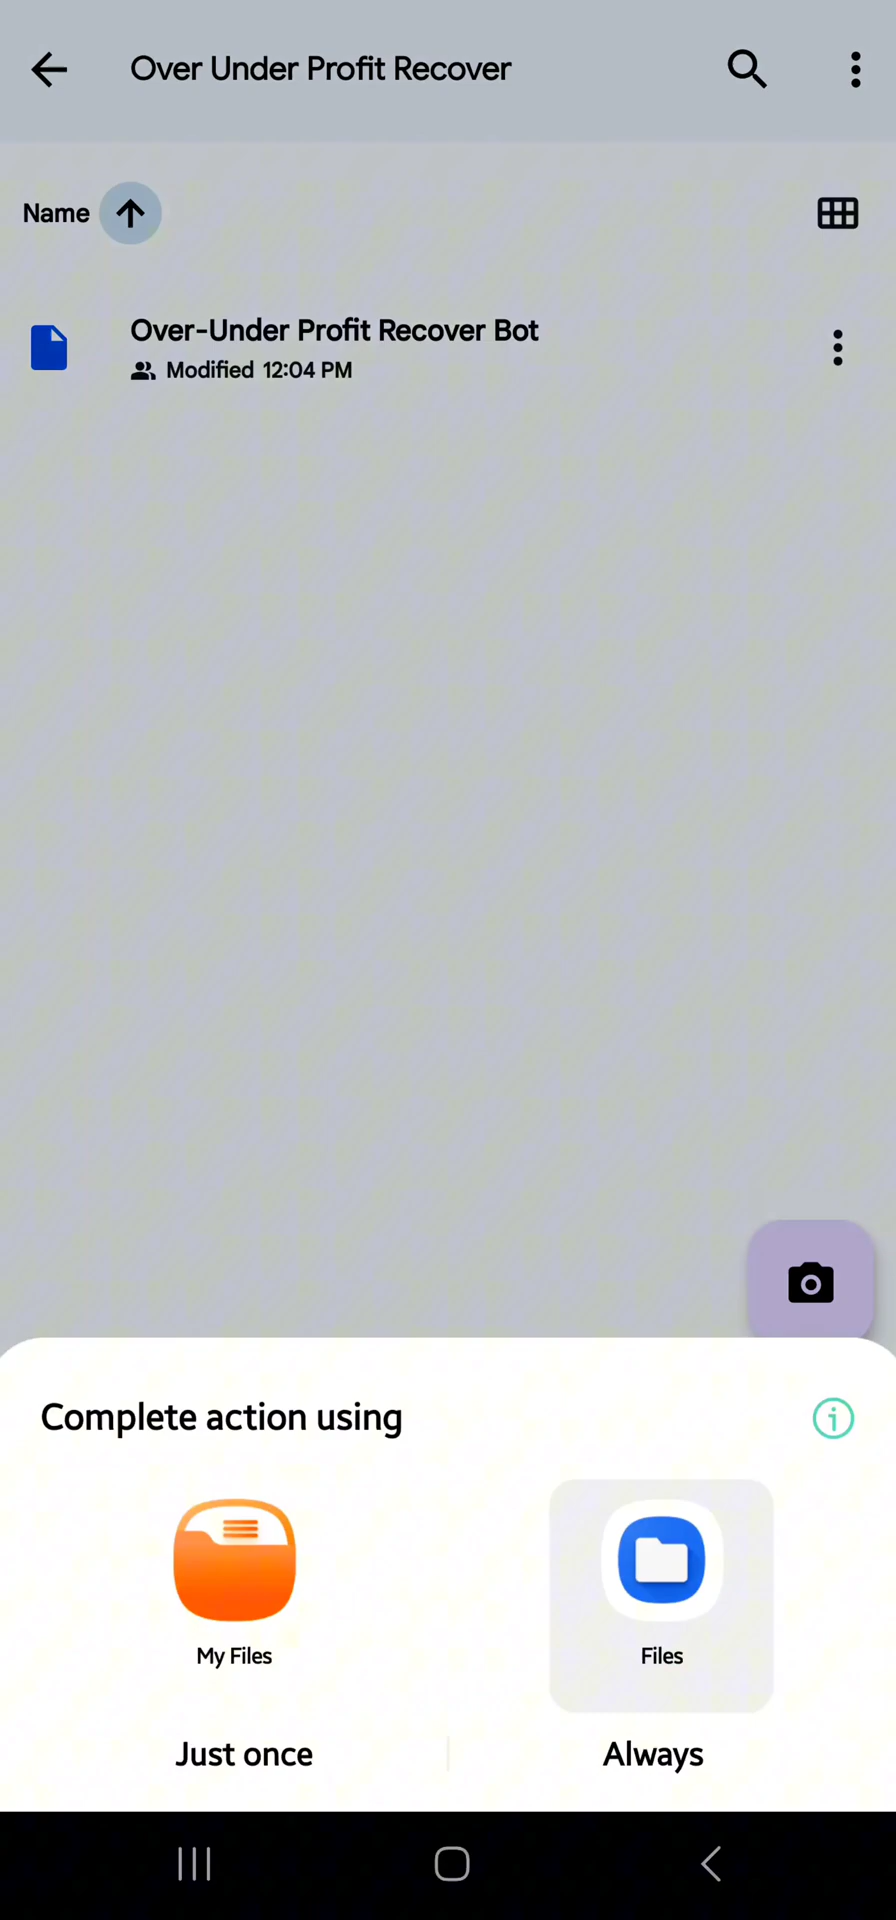 Over Under Profit Recover
Name
Over-Under Profit Recover Bot
Modified 12:04 PM
Complete action using
My Files
Files
Just once
Always